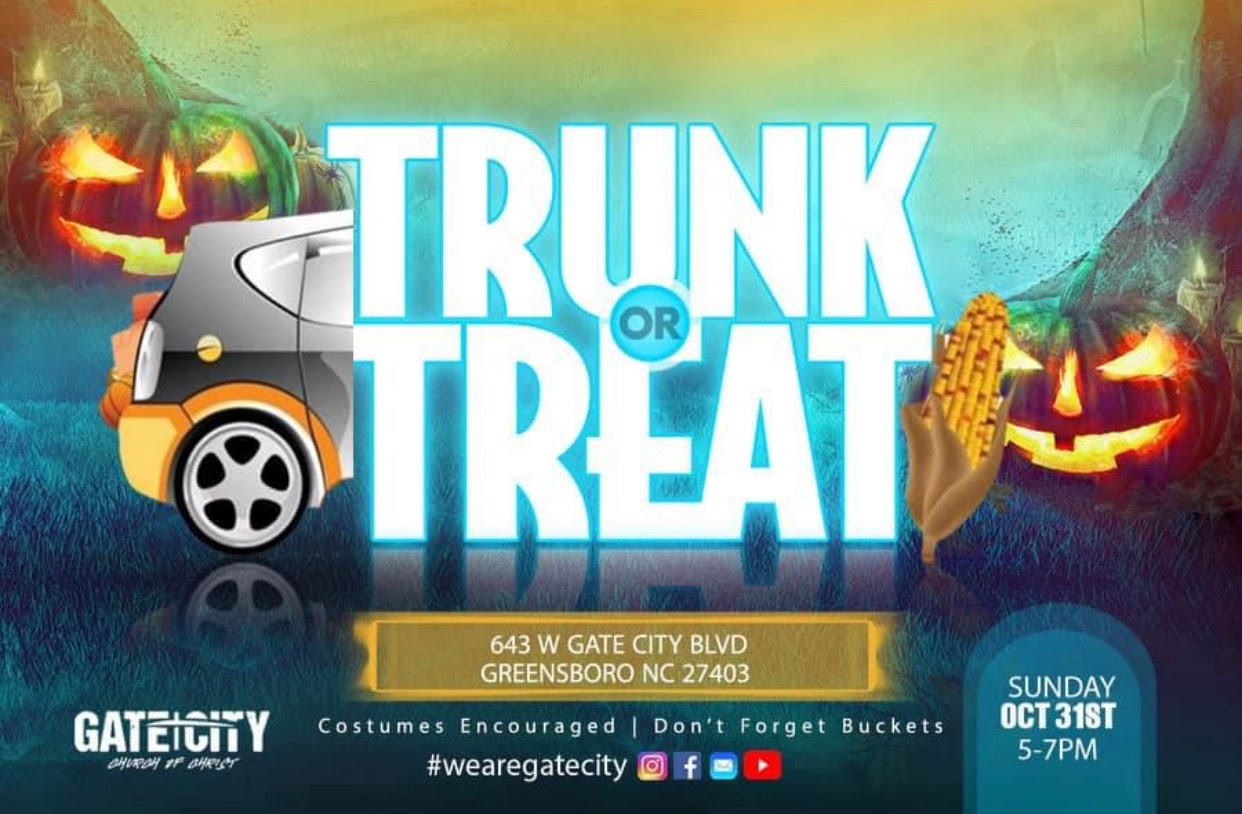 TRUNK
OR
TREAT
643 W GATE CITY BLVD
GREENSBORO NC 27403
SUNDAY
OCT 31ST
5-7PM
GATE CITY
CHURCH OF CHRIST
Costumes Encouraged | Don't Forget Buckets
#wearegatecity